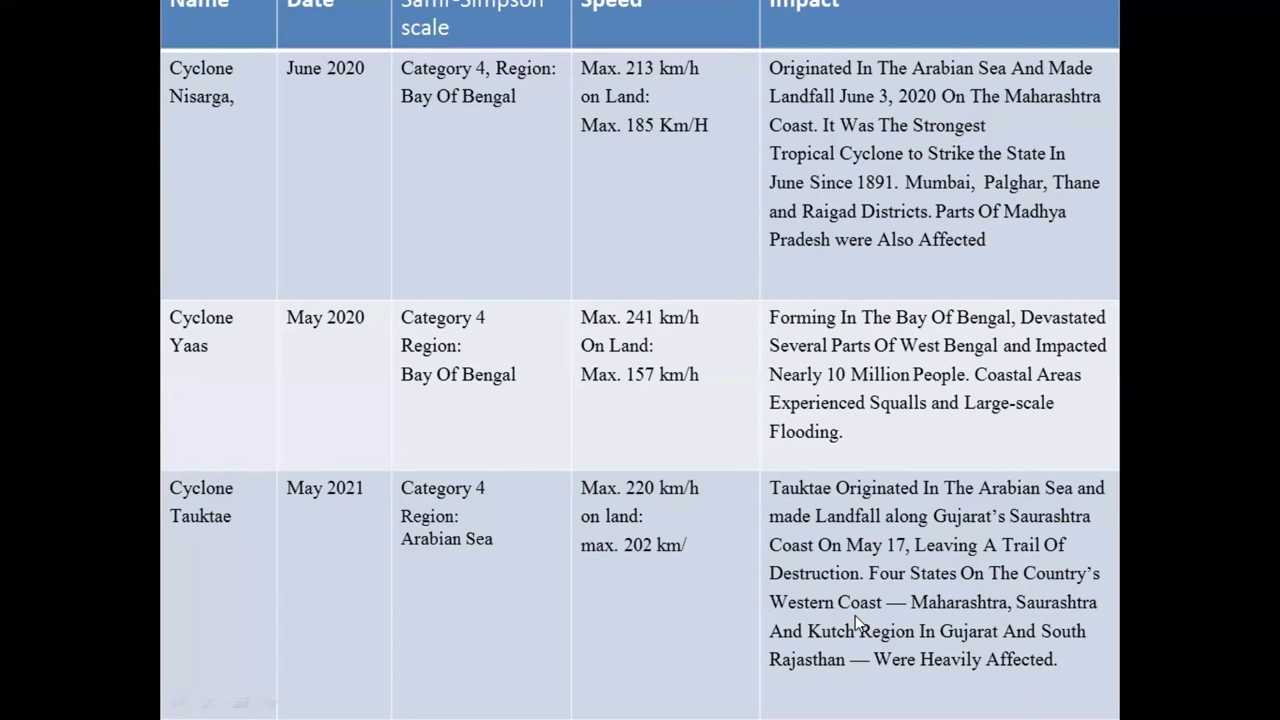 Name
Date
Saffir-Simpson
scale
Speed
Impact
Cyclone
Nisarga,
June 2020
Category 4, Region:
Bay Of Bengal
Max. 213 km/h
on Land:
Max. 185 Km/H
Originated In The Arabian Sea And Made
Landfall June 3, 2020 On The Maharashtra
Coast. It Was The Strongest
Tropical Cyclone to Strike the State In
June Since 1891. Mumbai, Palghar, Thane
and Raigad Districts. Parts Of Madhya
Pradesh were Also Affected
Cyclone
Yaas
May 2020
Category 4
Region:
Bay Of Bengal
Max. 241 km/h
On Land:
Max. 157 km/h
Forming In The Bay Of Bengal, Devastated
Several Parts Of West Bengal and Impacted
Nearly 10 Million People. Coastal Areas
Experienced Squalls and Large-scale
Flooding.
Cyclone
Tauktae
May 2021
Category 4
Region:
Arabian Sea
Max. 220 km/h
on land:
max. 202 km/
Tauktae Originated In The Arabian Sea and
made Landfall along Gujarat’s Saurashtra
Coast On May 17, Leaving A Trail Of
Destruction. Four States On The Country’s
Western Coast — Maharashtra, Saurashtra
And Kutch Region In Gujarat And South
Rajasthan — Were Heavily Affected.